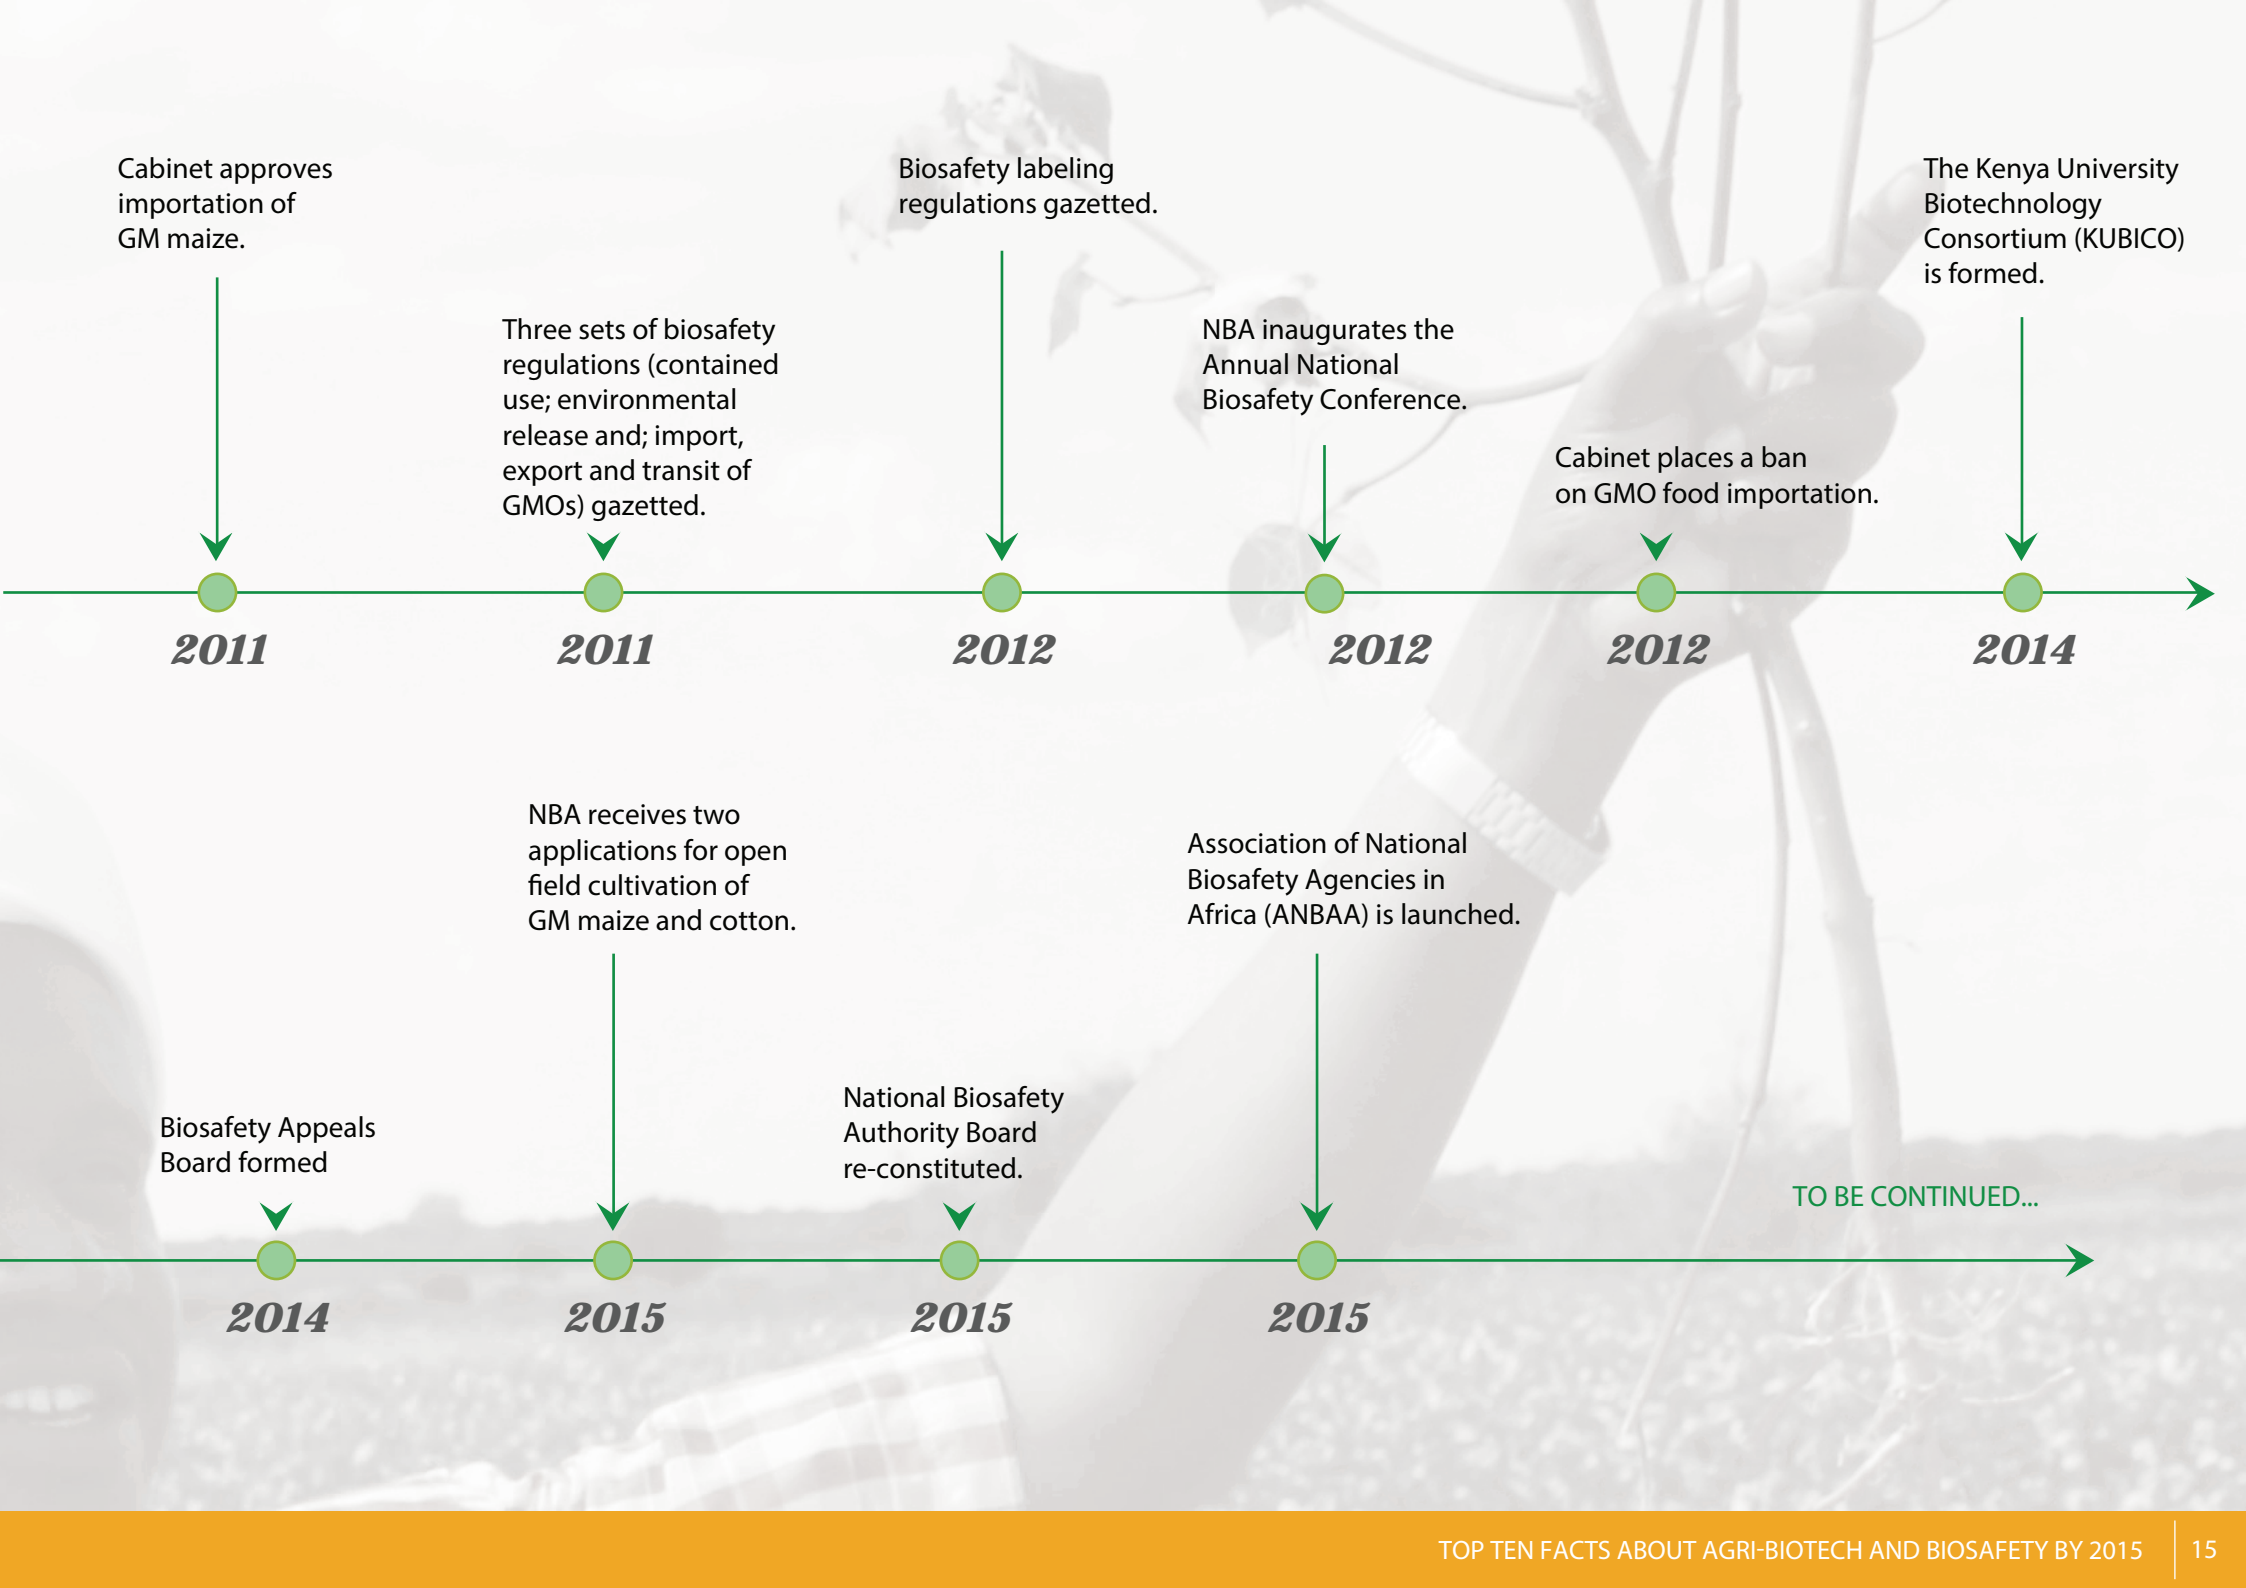 Cabinet approves
importation of
GM maize.
Three sets of biosafety
regulations (contained
use; environmental
release and; import,
export and transit of
GMOs) gazetted.
Biosafety labeling
regulations gazetted.
NBA inaugurates the
Annual National
Biosafety Conference.
Cabinet places a ban
on GMO food importation.
The Kenya University
Biotechnology
Consortium (KUBICO)
is formed.
2011
2011
2012
2012
2012
2014
Biosafety Appeals
Board formed
NBA receives two
applications for open
field cultivation of
GM maize and cotton.
National Biosafety
Authority Board
re-constituted.
Association of National
Biosafety Agencies in
Africa (ANBAA) is launched.
TO BE CONTINUED...
2014
2015
2015
2015
TOP TEN FACTS ABOUT AGRI-BIOTECH AND BIOSAFETY BY 2015
15